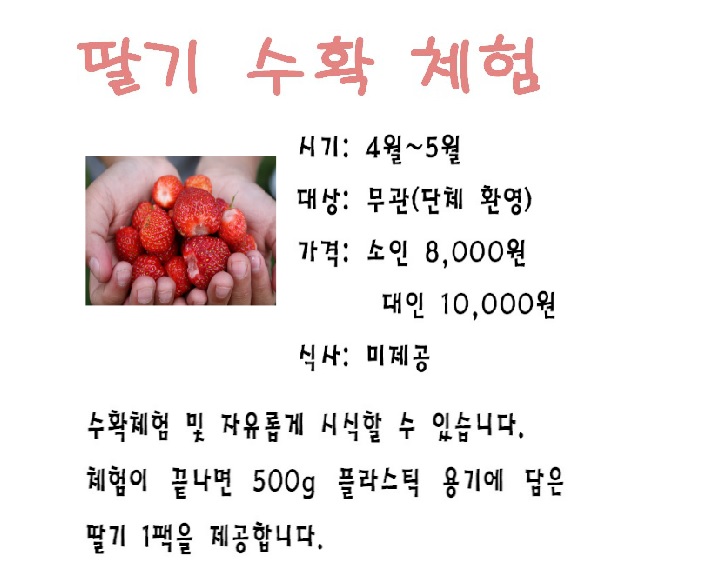 딸기 수확 체험
시기: 4월~5월
대상: 무관(단체 환영)
가격: 소인 8,000원
대인 10,000원
식사: 미제공
수확체험 및 자유롭게 시식할 수 있습니다.
체험이 끝나면 500g 플라스틱 용기에 담은
딸기 1팩을 제공합니다.